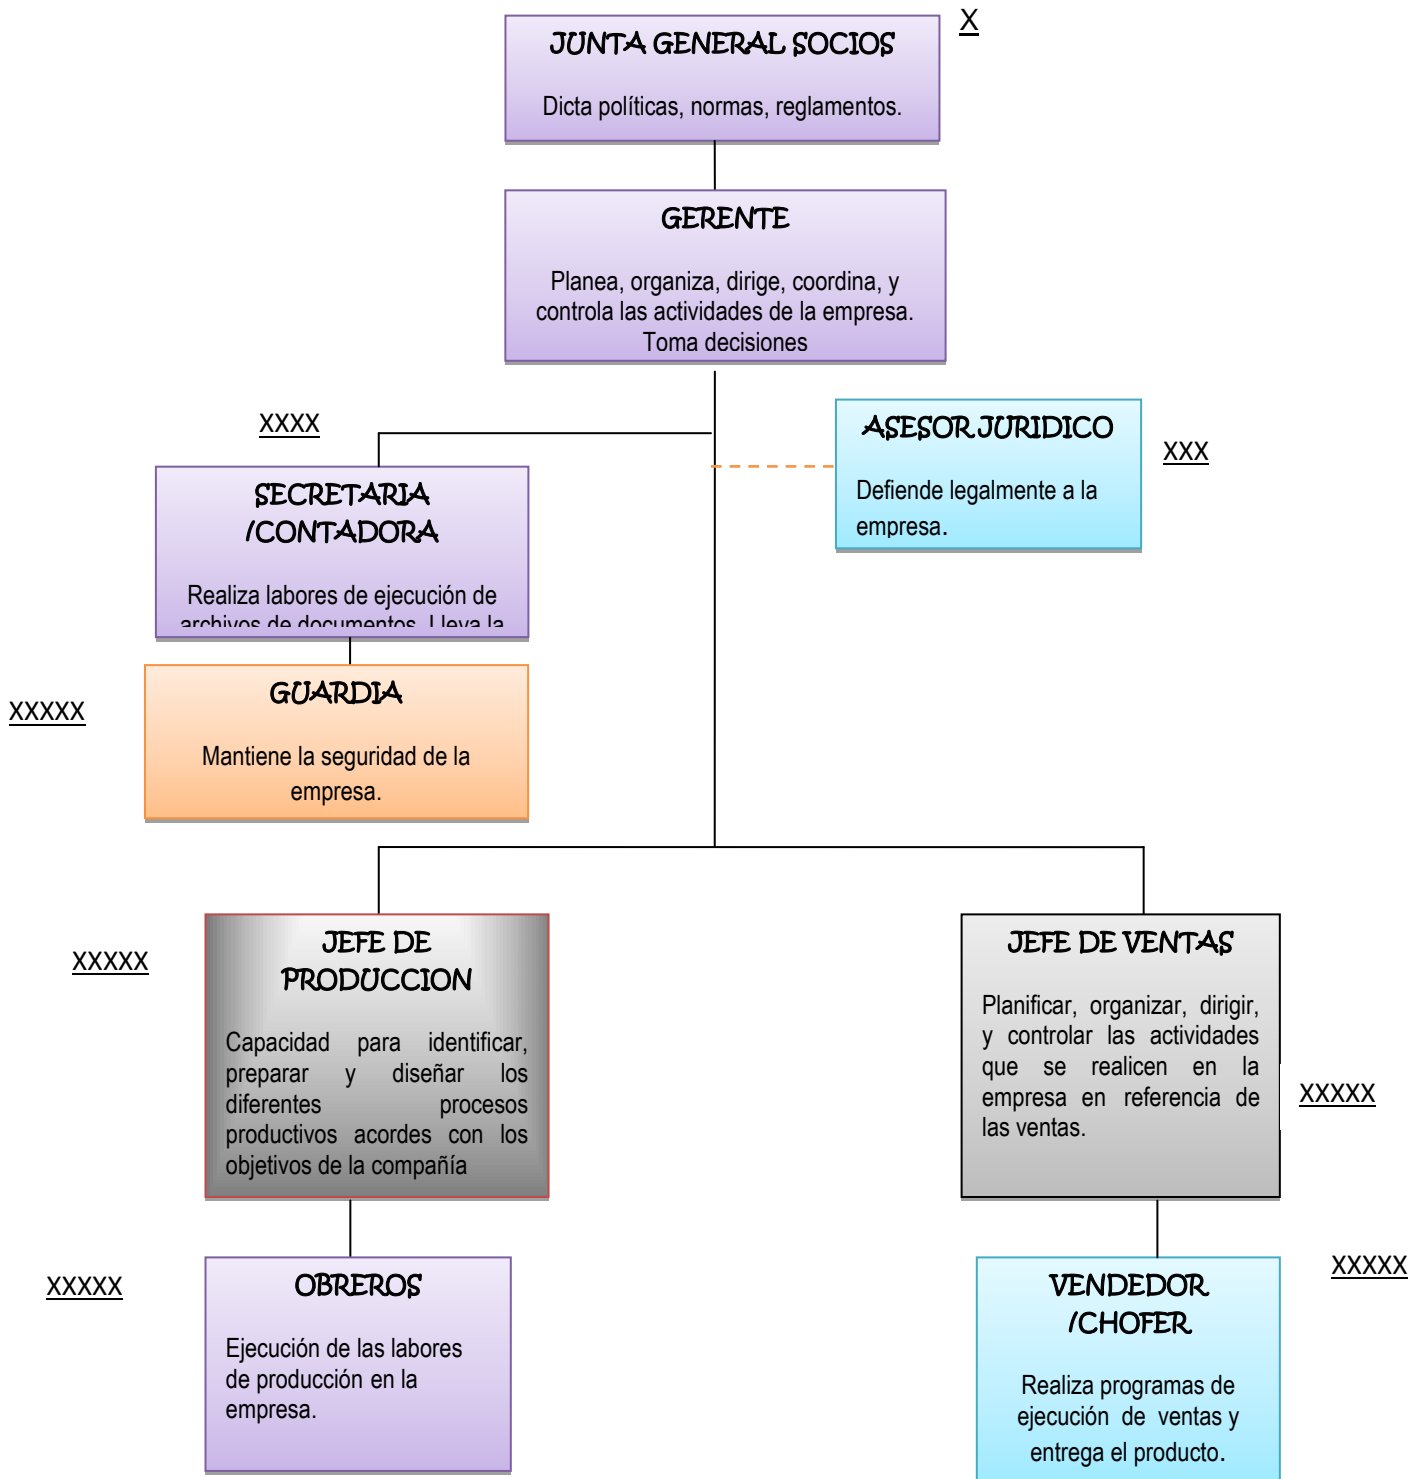 X
JUNTA GENERAL SOCIOS
Dicta políticas, normas, reglamentos.
GERENTE
Planea, organiza, dirige, coordina, y
controla las actividades de la empresa.
Toma decisiones
XXXX
ASESOR JURIDICO
XXX
Defiende legalmente a la
empresa.
SECRETARIA
/CONTADORA
Realiza labores de ejecución de
archivos de documentos. Lleva la
GUARDIA
XXXXX
Mantiene la seguridad de la
empresa.
JEFE DE
PRODUCCION
XXXXX
Capacidad para identificar,
preparar y diseñar los
diferentes procesos
productivos acordes con los
objetivos de la compañía
JEFE DE VENTAS
Planificar, organizar, dirigir,
y controlar las actividades
que se realicen en la
empresa en referencia de
las ventas.
XXXXX
OBREROS
XXXXX
Ejecución de las labores
de producción en la
empresa.
XXXXX
VENDEDOR
/CHOFER
Realiza programas de
ejecución de ventas y
entrega el producto.